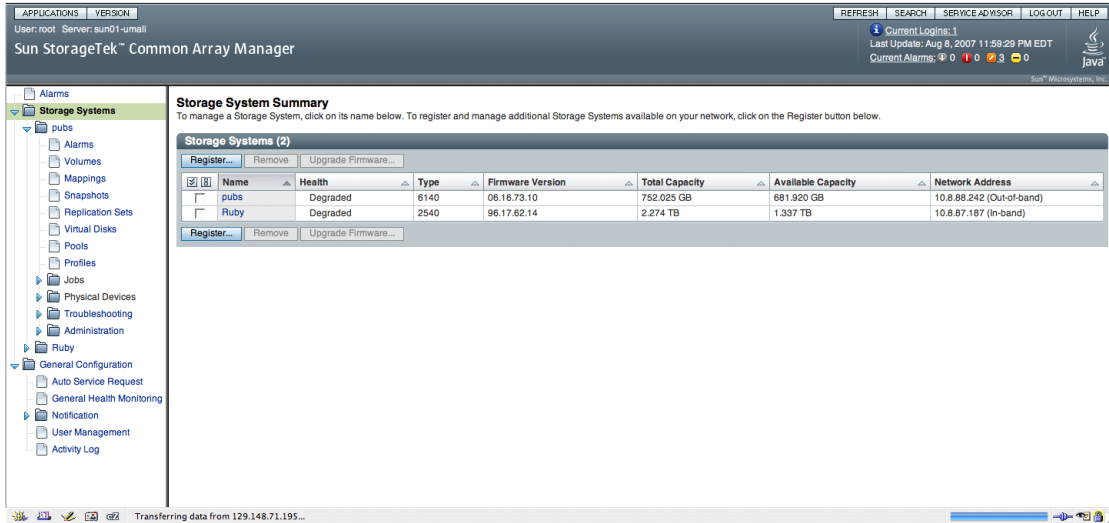 APPLICATIONS VERSION REFRESH SEARCH SERVICE ADVISOR LOG OUT HELP
User: root Server: sun01-umali
Sun StorageTek™ Common Array Manager
Current Logins: 1
Last Update: Aug 8, 2007 11:59:29 PM EDT
Current Alarms: 0 0 3 0
Java
Sun™ Microsystems, Inc.
Alarms
Storage Systems
pubs
Alarms
Volumes
Mappings
Snapshots
Replication Sets
Virtual Disks
Pools
Profiles
Jobs
Physical Devices
Troubleshooting
Administration
Ruby
General Configuration
Auto Service Request
General Health Monitoring
Notification
User Management
Activity Log
Storage System Summary
To manage a Storage System, click on its name below. To register and manage additional Storage Systems available on your network, click on the Register button below.
Storage Systems (2)
Register... Remove Upgrade Firmware...
Name Health Type Firmware Version Total Capacity Available Capacity Network Address
pubs Degraded 6140 06.16.73.10 752.025 GB 681.920 GB 10.8.88.242 (Out-of-band)
Ruby Degraded 2540 96.17.62.14 2.274 TB 1.337 TB 10.8.87.187 (In-band)
Register... Remove Upgrade Firmware...
Transferring data from 129.148.71.195...